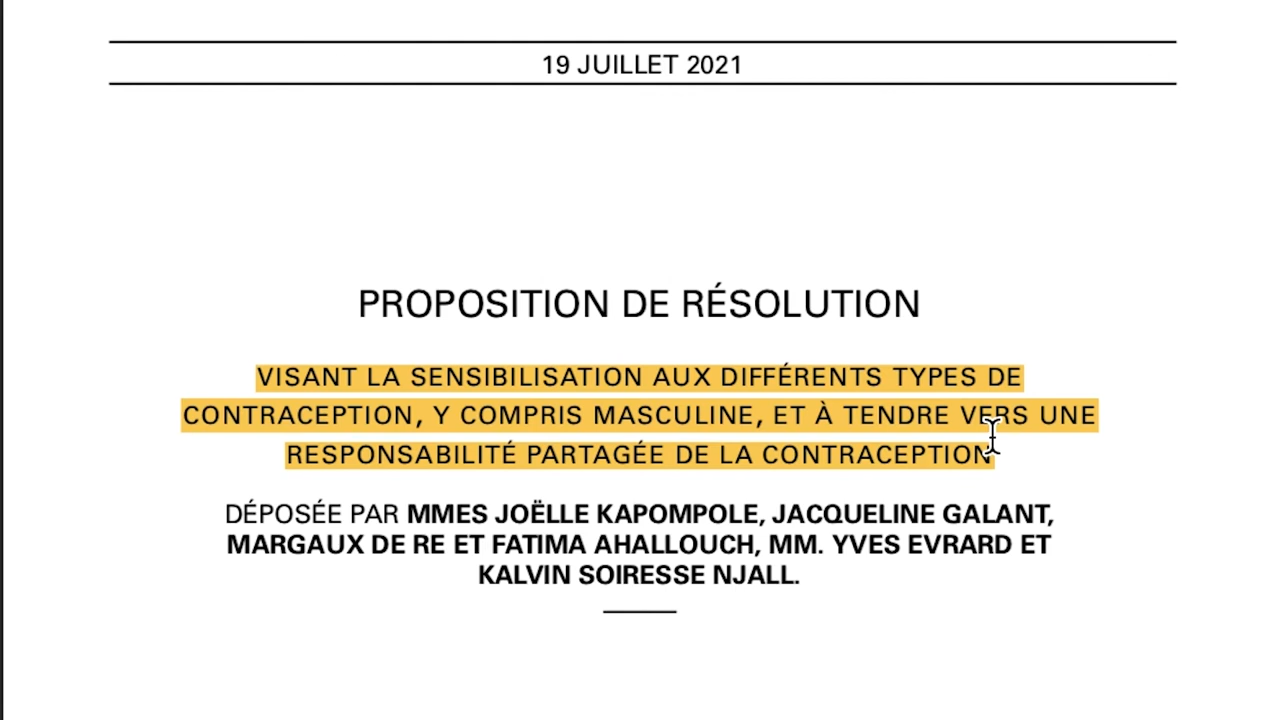 19 JUILLET 2021
PROPOSITION DE RÉSOLUTION
VISANT LA SENSIBILISATION AUX DIFFÉRENTS TYPES DE
CONTRACEPTION, Y COMPRIS MASCULINE, ET À TENDRE VERS UNE
RESPONSABILITÉ PARTAGÉE DE LA CONTRACEPTION
DÉPOSÉE PAR MMES JOËLLE KAPOMPOLE, JACQUELINE GALANT,
MARGAUX DE RE ET FATIMA AHALLOUCH, MM. YVES EVRARD ET
KALVIN SOIRESSE NJALL.